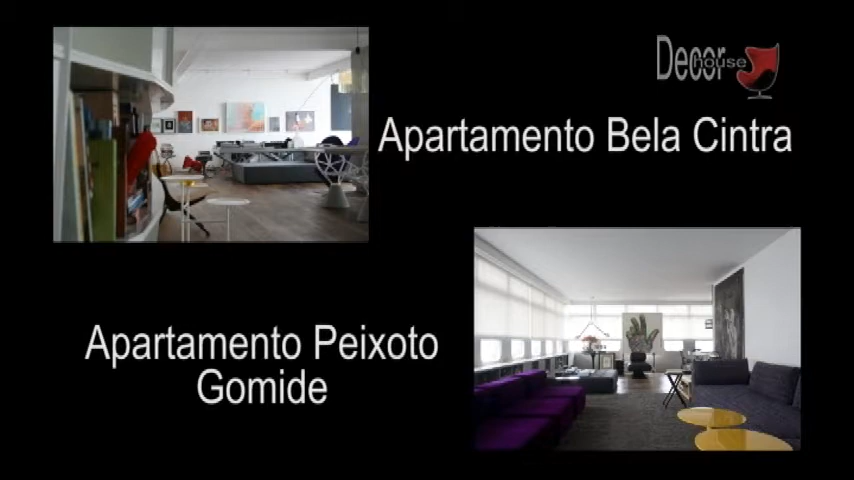 Decor
house
Apartamento Bela Cintra
Apartamento Peixoto
Gomide